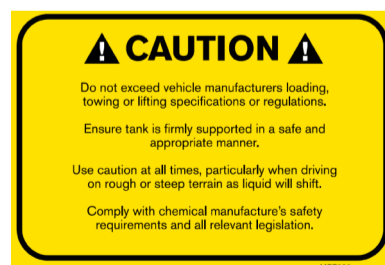 CAUTION
Do not exceed vehicle manufacturers loading,
towing or lifting specifications or regulations.
Ensure tank is firmly supported in a safe and
appropriate manner.
Use caution at all times, particularly when driving
on rough or steep terrain as liquid will shift.
Comply with chemical manufacture's safety
requirements and all relevant legislation.